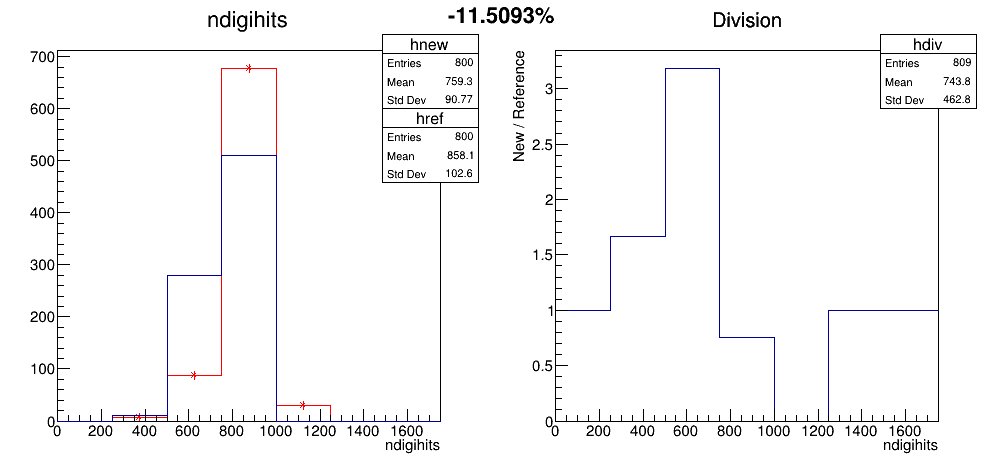 -11.5093%
ndigihits
hnew
Entries 800
Mean 759.3
Std Dev 90.77
href
Entries 800
Mean 858.1
Std Dev 102.6
700
600
500
400
300
200
100
0
0 200 400 600 800 1000 1200 1400 1600
ndigihits
Division
hdiv
Entries 809
Mean 743.8
Std Dev 462.8
New / Reference
3
2.5
2
1.5
1
0.5
0
0 200 400 600 800 1000 1200 1400 1600
ndigihits